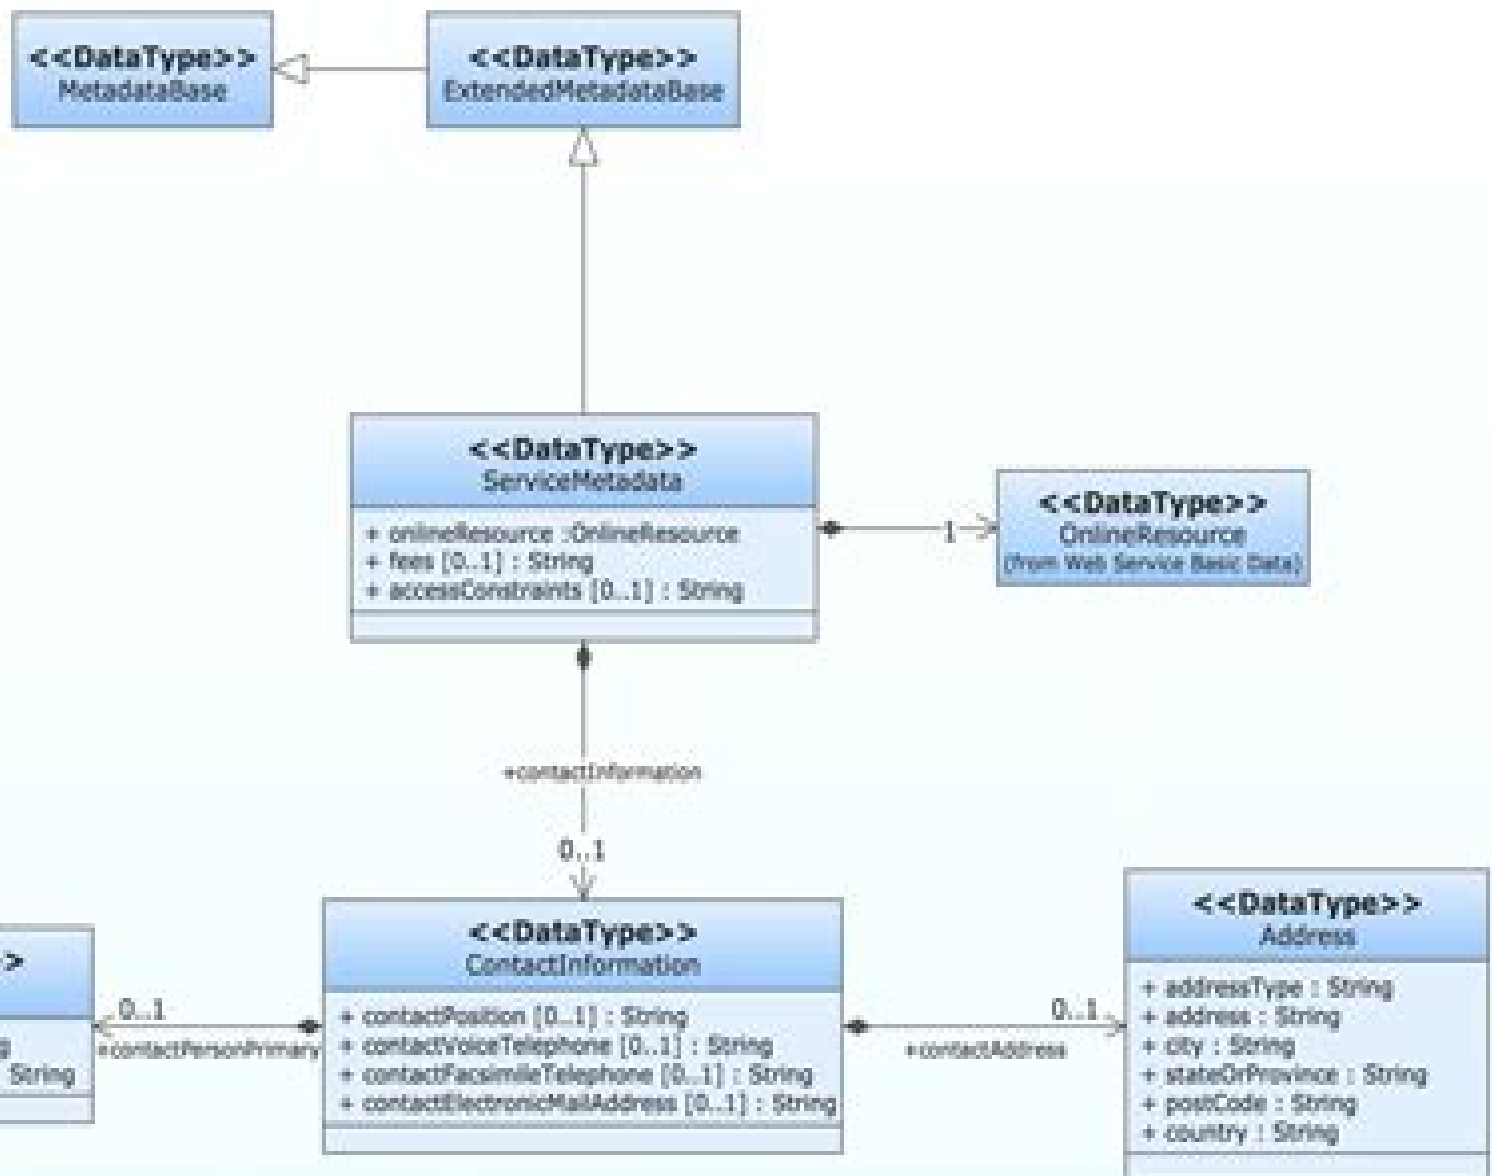 <<DataType>>
MetadataBase
<<DataType>>
ExtendedMetadataBase
<<DataType>>
ServiceMetadata
+ onlineResource :OnlineResource
+ fees [0..1] : String
+ accessConstraints [0..1] : String
1
<<DataType>>
OnlineResource
(from Web Service Basic Data)
+contactInformation
0..1
>
g
String
0..1
+contactPersonPrimary
<<DataType>>
ContactInformation
+ contactPosition [0..1] : String
+ contactVoiceTelephone [0..1] : String
+ contactFacsimileTelephone [0..1] : String
+ contactElectronicMailAddress [0..1] : String
0..1
+contactAddress
<<DataType>>
Address
+ addressType : String
+ address : String
+ city : String
+ stateOrProvince : String
+ postCode : String
+ country : String